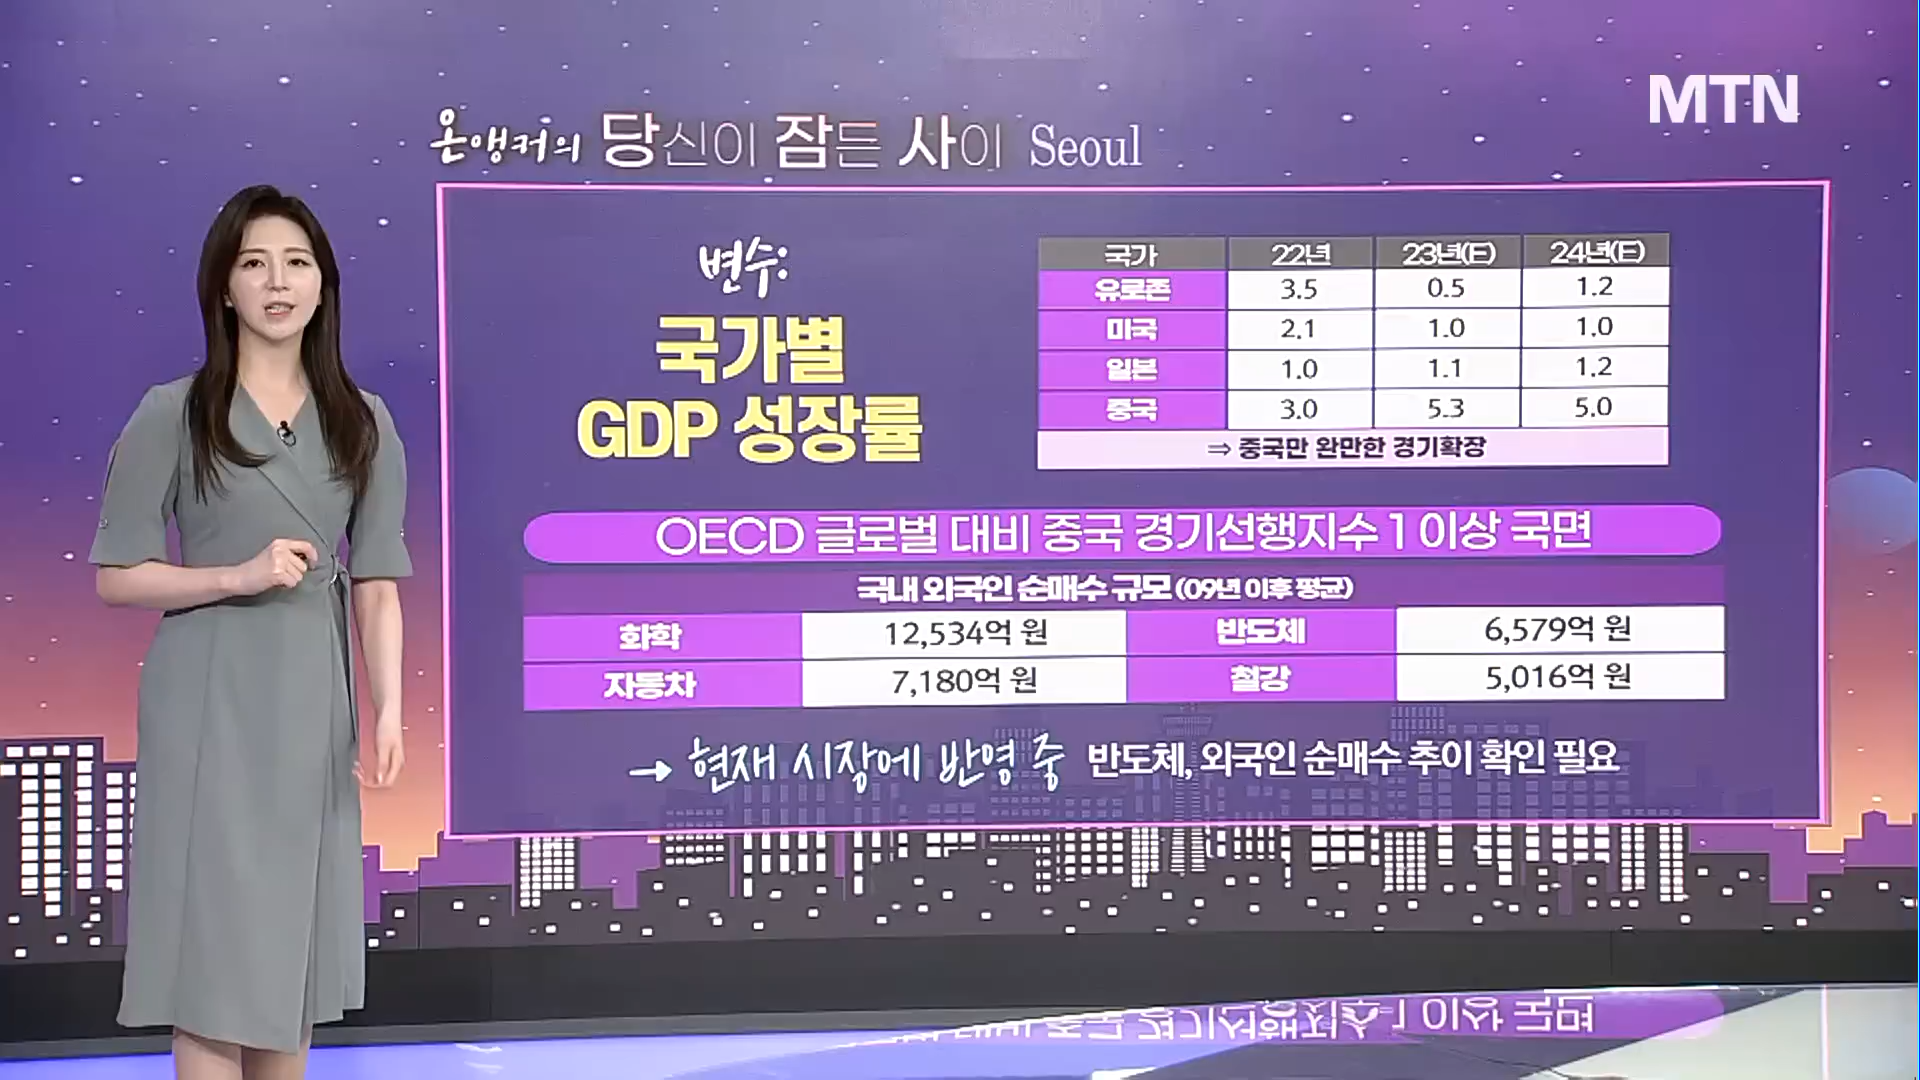 MTN
온앵커의 당신이 잠든 사이 Seoul
변수:
국가별
GDP 성장률
국가 22년 23년(E) 24년(E)
유로존 3.5 0.5 1.2
미국 2.1 1.0 1.0
일본 1.0 1.1 1.2
중국 3.0 5.3 5.0
⇒ 중국만 완만한 경기확장
OECD 글로벌 대비 중국 경기선행지수 1 이상 국면
국내 외국인 순매수 규모 (09년 이후 평균)
화학 12,534억 원 반도체 6,579억 원
자동차 7,180억 원 철강 5,016억 원
→ 현재 시장에 반영 중 반도체, 외국인 순매수 추이 확인 필요